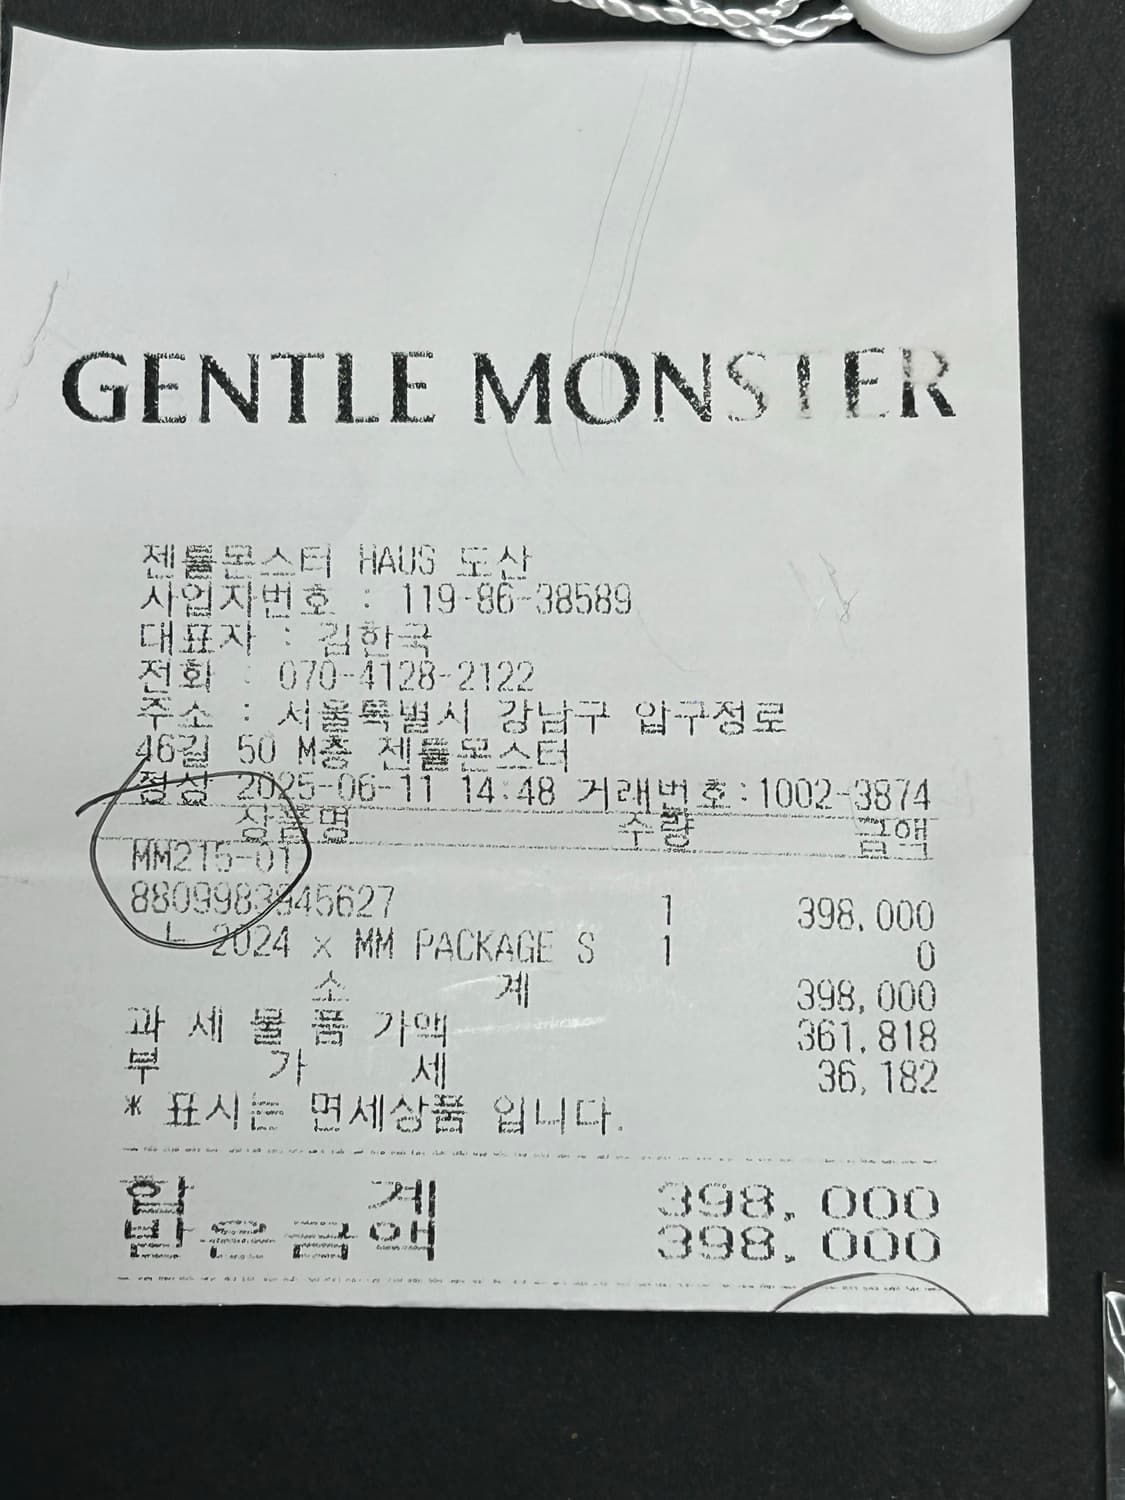 GENTLE MONSTER
젠틀몬스터 HAUS 도산
사업자번호 : 119-86-38589
대표자 : 김한국
전화 : 070-4128-2122
주소 : 서울특별시 강남구 압구정로
46길 50 M층 젠틀몬스터
정상 2025-06-11 14:48 거래번호:1002-3874
상품명 수량 금액
MM215-01
8809983945627 1 398,000
ㄴ 2024 x MM PACKAGE S 1 0
소 계 398,000
과 세 물 품 가액 361,818
부 가 세 36,182
* 표시는 면세상품 입니다.
합 계 398,000
받은금액 398,000